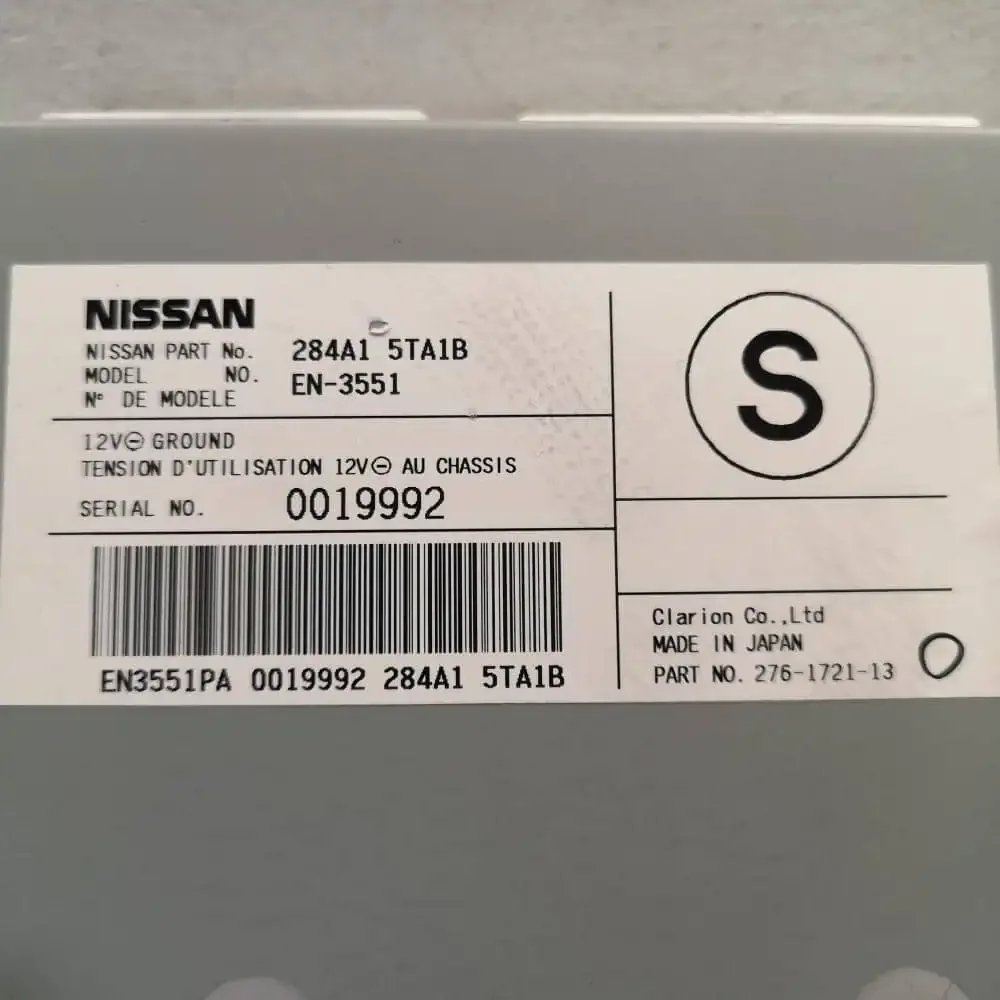 NISSAN
NISSAN PART No. 284A1 5TA1B
MODEL NO. EN-3551
N° DE MODELE
12V⊖ GROUND
TENSION D'UTILISATION 12V⊖ AU CHASSIS
SERIAL NO. 0019992
EN3551PA 0019992 284A1 5TA1B
S
Clarion Co.,Ltd
MADE IN JAPAN
PART NO. 276-1721-13